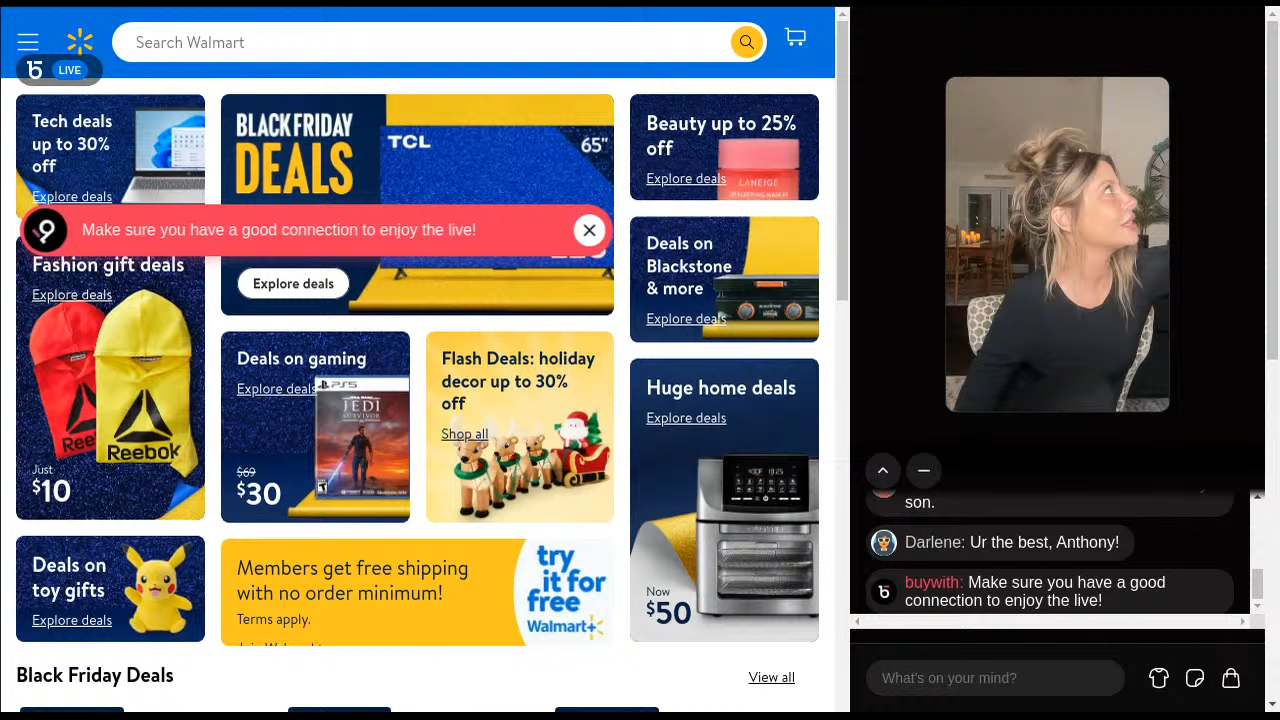 Search Walmart
LIVE
Tech deals
up to 30%
off
Explore deals
BLACK FRIDAY
DEALS
TCL
65"
Explore deals
Beauty up to 25%
off
Explore deals
LANEIGE
Make sure you have a good connection to enjoy the live!
Fashion gift deals
Explore deals
Reebok
Reebok
Just
$10
Deals on
Blackstone
& more
Explore deals
Deals on gaming
Explore deals
PS5
JEDI
SURVIVOR
$69
$30
Flash Deals: holiday
decor up to 30%
off
Shop all
Huge home deals
Explore deals
Now
$50
Deals on
toy gifts
Explore deals
Members get free shipping
with no order minimum!
Terms apply.
try
it for
free
Walmart+
Black Friday Deals
View all
son.
Darlene: Ur the best, Anthony!
buywith: Make sure you have a good
connection to enjoy the live!
What's on your mind?